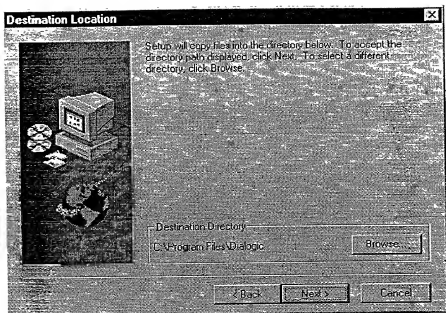 Destination Location
Setup will copy files into the directory below. To accept the
directory path displayed, click Next. To select a different
directory, click Browse.
Destination Directory
C:\Program Files\Dialogic
Browse...
< Back
Next >
Cancel